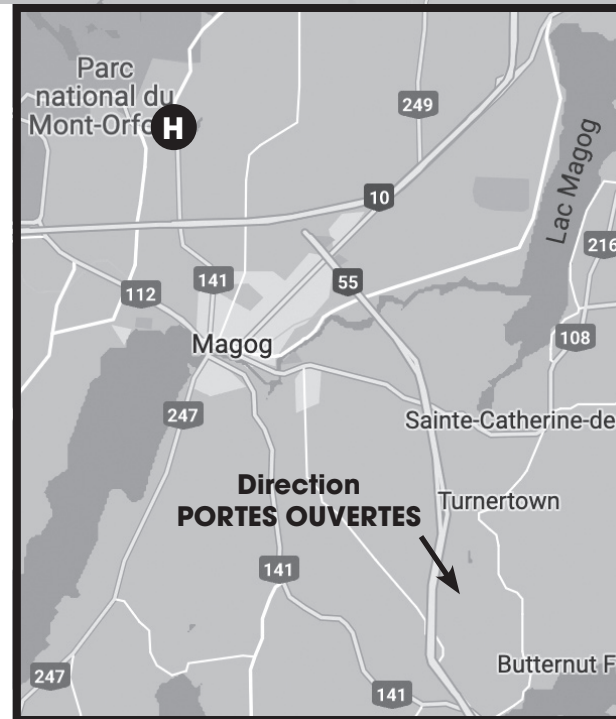 Parc
national du
Mont-Orfo
H
249
10
Lac Magog
216
141
55
112
108
Magog
247
Sainte-Catherine-de
Direction
PORTES OUVERTES
Turnertown
141
Butternut F
247
141